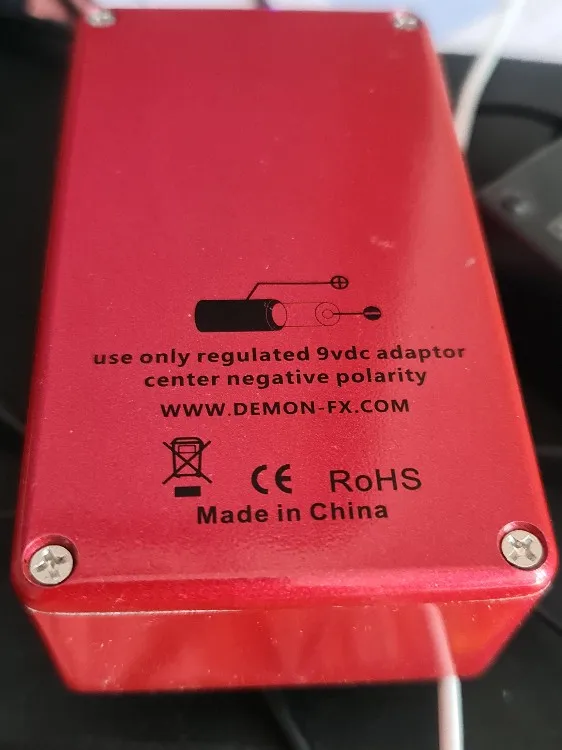 use only regulated 9vdc adaptor
center negative polarity
WWW.DEMON-FX.COM
CE RoHS
Made in China